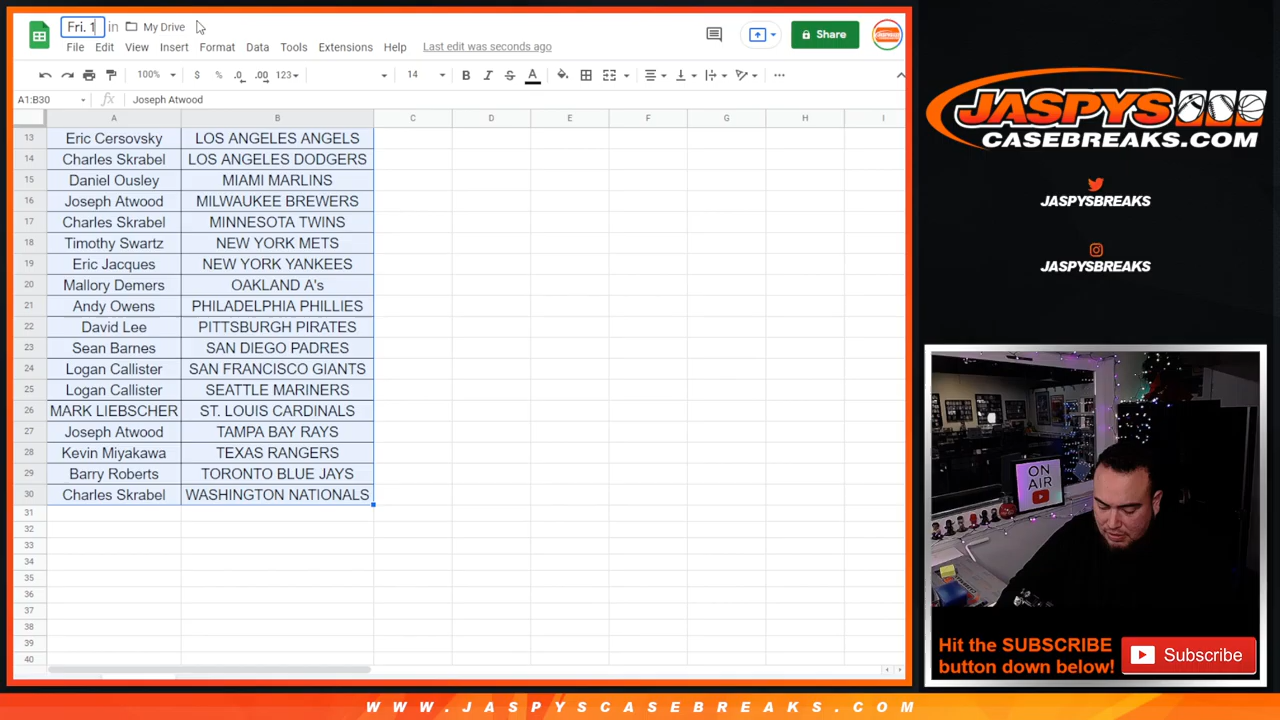 Fri. 1 in My Drive
File Edit View Insert Format Data Tools Extensions Help Last edit was seconds ago
Share
100% $ % .0 .00 123 14 B I S A
A1:B30 fx Joseph Atwood
A B C D E F G H I
13 Eric Cersovsky LOS ANGELES ANGELS
14 Charles Skrabel LOS ANGELES DODGERS
15 Daniel Ousley MIAMI MARLINS
16 Joseph Atwood MILWAUKEE BREWERS
17 Charles Skrabel MINNESOTA TWINS
18 Timothy Swartz NEW YORK METS
19 Eric Jacques NEW YORK YANKEES
20 Mallory Demers OAKLAND A's
21 Andy Owens PHILADELPHIA PHILLIES
22 David Lee PITTSBURGH PIRATES
23 Sean Barnes SAN DIEGO PADRES
24 Logan Callister SAN FRANCISCO GIANTS
25 Logan Callister SEATTLE MARINERS
26 MARK LIEBSCHER ST. LOUIS CARDINALS
27 Joseph Atwood TAMPA BAY RAYS
28 Kevin Miyakawa TEXAS RANGERS
29 Barry Roberts TORONTO BLUE JAYS
30 Charles Skrabel WASHINGTON NATIONALS
31
32
33
34
35
36
37
38
39
40
JASPYS
CASEBREAKS.COM
JASPYSBREAKS
JASPYSBREAKS
ON
AIR
Hit the SUBSCRIBE
button down below!
Subscribe
WWW.JASPYSCASEBREAKS.COM